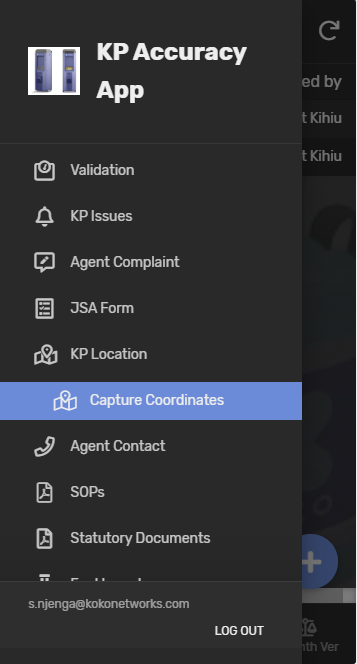 KP Accuracy
App
ed by
Validation
t Kihiu
t Kihiu
KP Issues
Agent Complaint
JSA Form
KP Location
Capture Coordinates
Agent Contact
SOPs
Statutory Documents
s.njenga@kokonetworks.com
LOG OUT
nth Ver